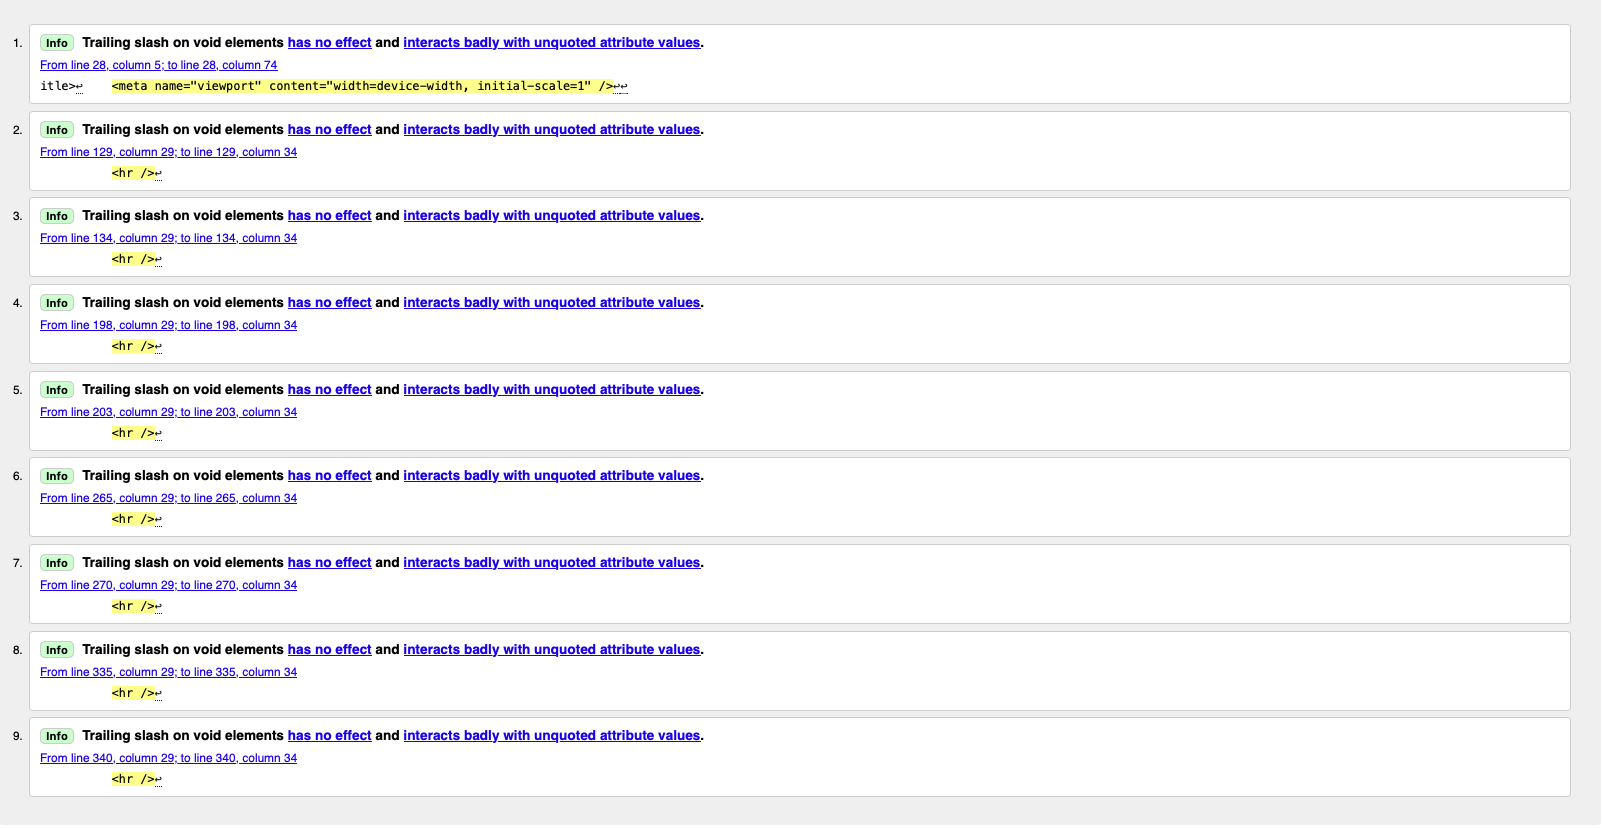 1. Info Trailing slash on void elements has no effect and interacts badly with unquoted attribute values.
From line 28, column 5; to line 28, column 74
itle>↩    <meta name="viewport" content="width=device-width, initial-scale=1" />↩↩
2. Info Trailing slash on void elements has no effect and interacts badly with unquoted attribute values.
From line 129, column 29; to line 129, column 34
<hr />↩
3. Info Trailing slash on void elements has no effect and interacts badly with unquoted attribute values.
From line 134, column 29; to line 134, column 34
<hr />↩
4. Info Trailing slash on void elements has no effect and interacts badly with unquoted attribute values.
From line 198, column 29; to line 198, column 34
<hr />↩
5. Info Trailing slash on void elements has no effect and interacts badly with unquoted attribute values.
From line 203, column 29; to line 203, column 34
<hr />↩
6. Info Trailing slash on void elements has no effect and interacts badly with unquoted attribute values.
From line 265, column 29; to line 265, column 34
<hr />↩
7. Info Trailing slash on void elements has no effect and interacts badly with unquoted attribute values.
From line 270, column 29; to line 270, column 34
<hr />↩
8. Info Trailing slash on void elements has no effect and interacts badly with unquoted attribute values.
From line 335, column 29; to line 335, column 34
<hr />↩
9. Info Trailing slash on void elements has no effect and interacts badly with unquoted attribute values.
From line 340, column 29; to line 340, column 34
<hr />↩